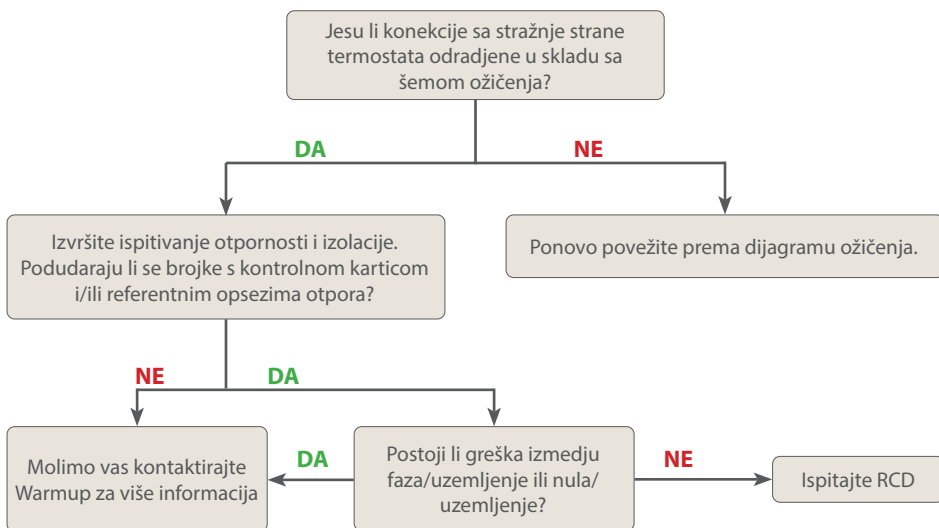 Jesu li konekcije sa stražnje strane
termostata odradjene u skladu sa
šemom ožičenja?
DA
NE
Izvršite ispitivanje otpornosti i izolacije.
Podudaraju li se brojke s kontrolnom karticom
i/ili referentnim opsezima otpora?
Ponovo povežite prema dijagramu ožičenja.
NE
DA
Molimo vas kontaktirajte
Warmup za više informacija
DA
Postoji li greška izmedju
faza/uzemljenje ili nula/
uzemljenje?
NE
Ispitajte RCD